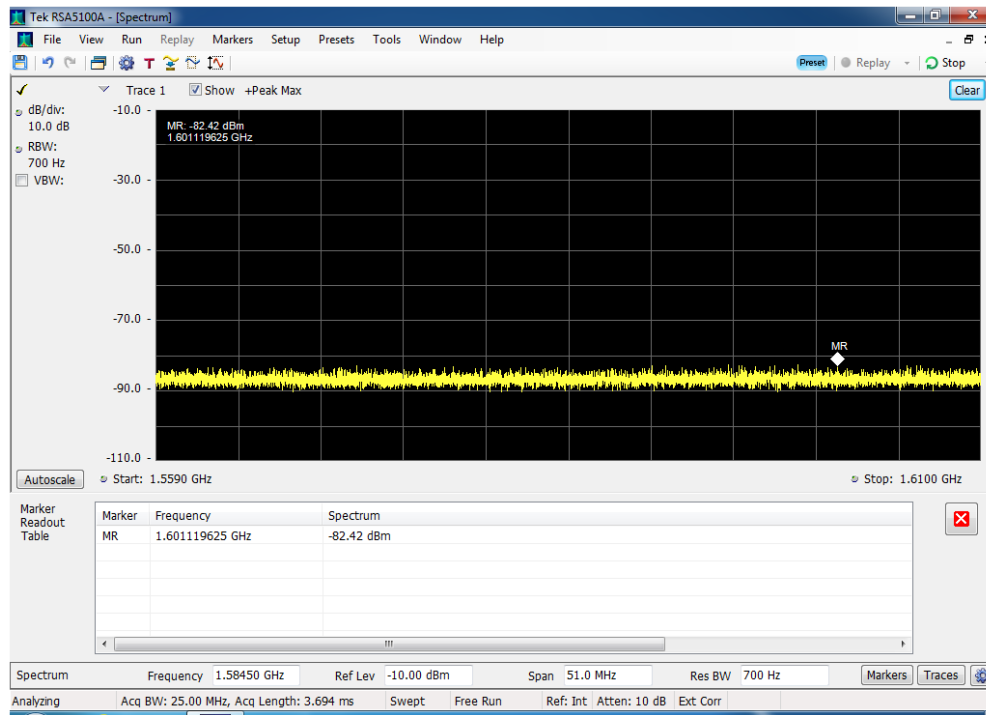 Tek RSA5100A - [Spectrum]
File View Run Replay Markers Setup Presets Tools Window Help
T Preset Replay Stop
Trace 1 Show +Peak Max Clear
dB/div:
10.0 dB
RBW:
700 Hz
VBW:
-10.0
-30.0
-50.0
-70.0
-90.0
-110.0
MR: -82.42 dBm
1.601119625 GHz
MR
Autoscale Start: 1.5590 GHz Stop: 1.6100 GHz
Marker
Readout
Table
Marker Frequency Spectrum
MR 1.601119625 GHz -82.42 dBm
Spectrum Frequency 1.58450 GHz Ref Lev -10.00 dBm Span 51.0 MHz Res BW 700 Hz Markers Traces
Analyzing Acq BW: 25.00 MHz, Acq Length: 3.694 ms Swept Free Run Ref: Int Atten: 10 dB Ext Corr